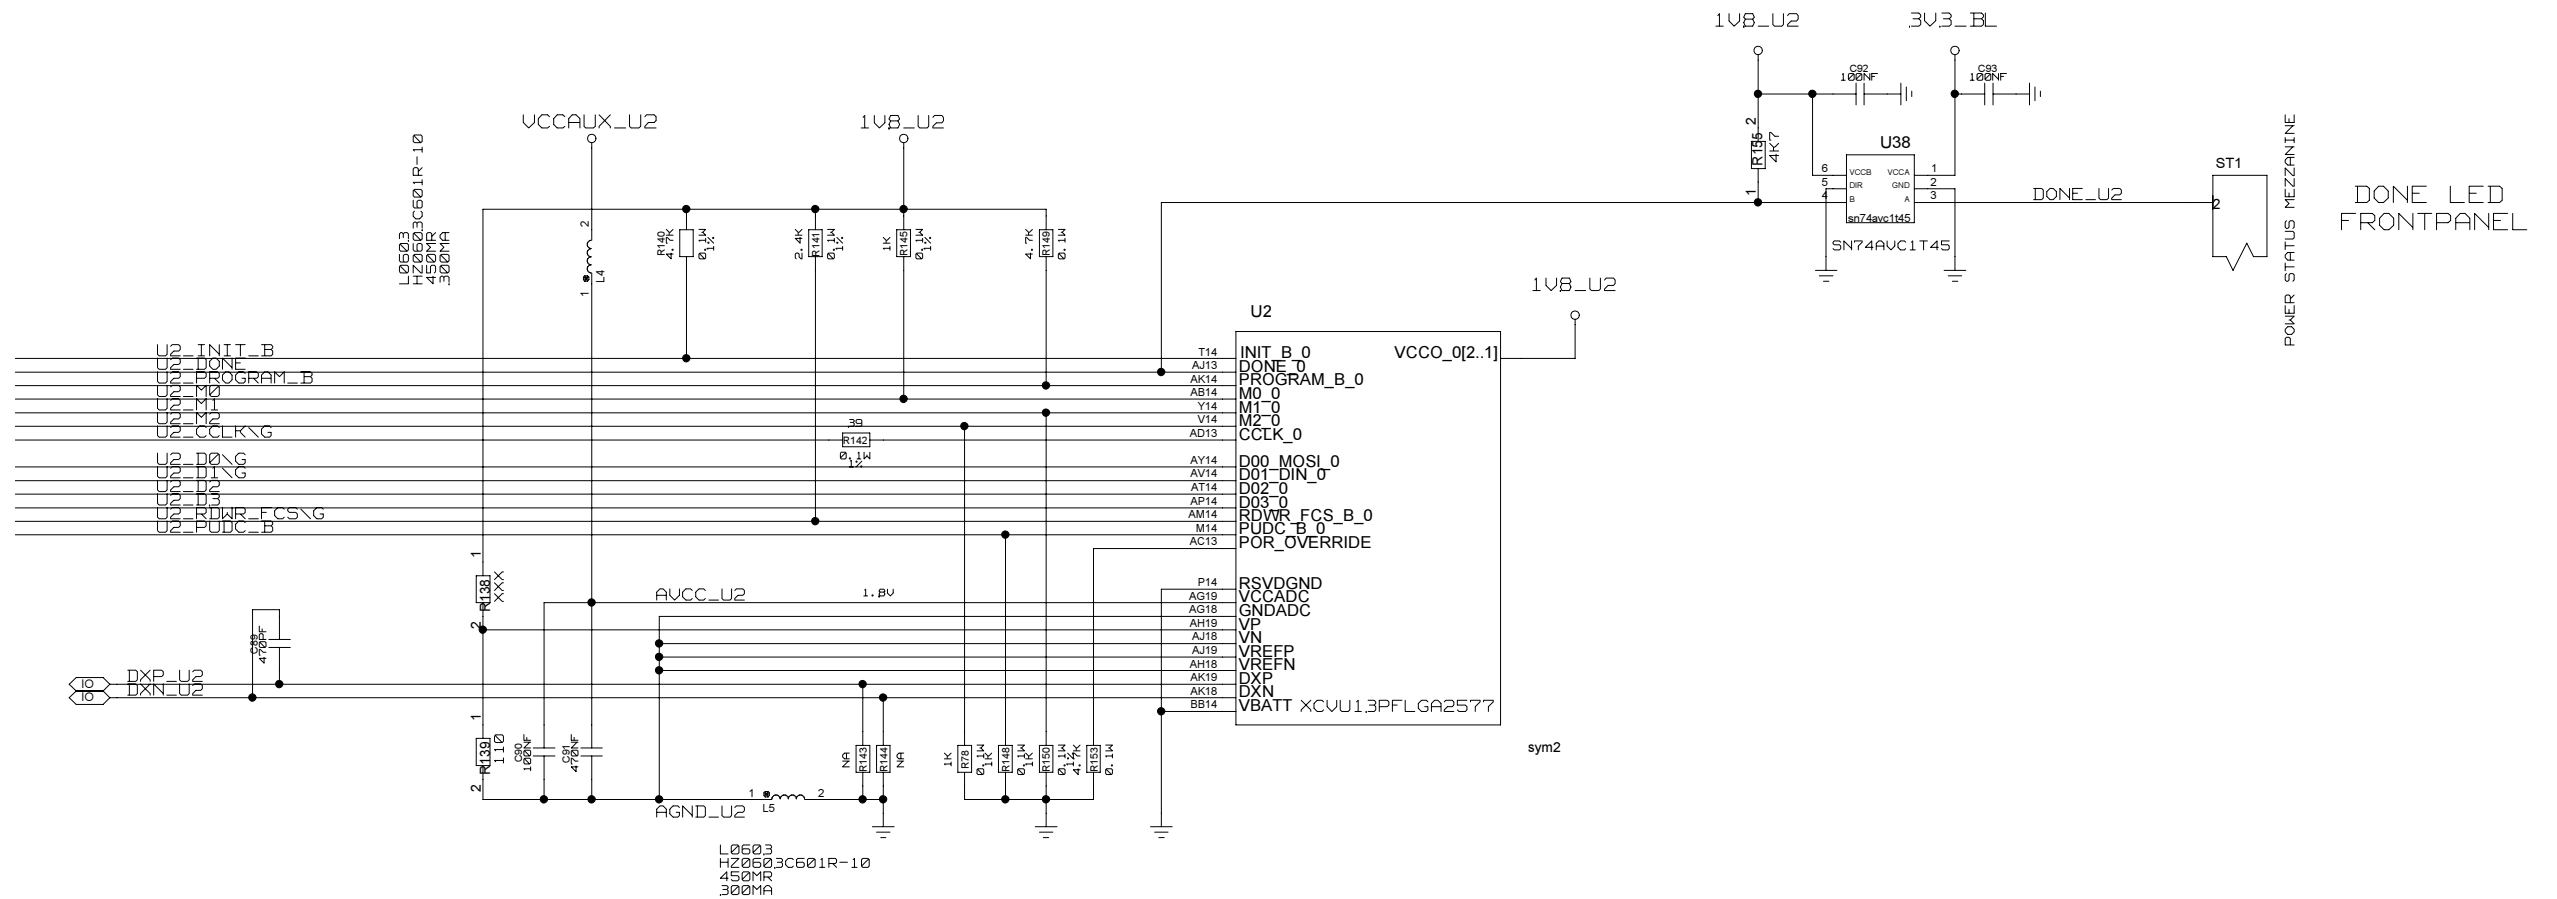 1V8_U2
3V3_BL
C92
100NF
C93
100NF
2
R155
4K7
1
U38
6
5
4
VCCB
DIR
B
VCCA
GND
A
1
2
3
sn74avc1t45
SN74AVC1T45
DONE_U2
ST1
2
POWER STATUS MEZZANINE
DONE LED
FRONTPANEL
VCCAUX_U2
1V8_U2
L0603
HZ0603C601R-10
450MR
300MA
2
1
L4
R140
4.7K
0.1W
1%
2.4K
R141
0.1W
1%
1K
R145
0.1W
1%
4.7K
R149
0.1W
1V8_U2
U2
U2_INIT_B
U2_DONE
U2_PROGRAM_B
U2_M0
U2_M1
U2_M2
U2_CCLK\G
U2_D0\G
U2_D1\G
U2_D2
U2_D3
U2_RDWR_FCS\G
U2_PUDC_B
39
R142
0.1W
1%
T14 INIT_B_0
VCCO_0[2..1]
AJ13 DONE_0
AK14 PROGRAM_B_0
AB14 M0_0
Y14 M1_0
V14 M2_0
AD13 CCLK_0
AY14 D00_MOSI_0
AV14 D01_DIN_0
AT14 D02_0
AP14 D03_0
AM14 RDWR_FCS_B_0
M14 PUDC_B_0
AC13 POR_OVERRIDE
P14 RSVDGND
AG19 VCCADC
AG18 GNDADC
AH19 VP
AJ18 VN
AJ19 VREFP
AH18 VREFN
AK19 DXP
AK18 DXN
BB14 VBATT
XCVU13PFLGA2577
sym2
1
R138
XXX
2
AVCC_U2
1.8V
C89
470PF
IO
DXP_U2
IO
DXN_U2
1
R139
110
2
C90
100NF
C91
470NF
AGND_U2
1
L5
2
L0603
HZ0603C601R-10
450MR
300MA
NA
R143
R144
NA
1K
R78
0.1W
1K
R148
0.1W
1K
R150
0.1W
1%
4.7K
R153
0.1W